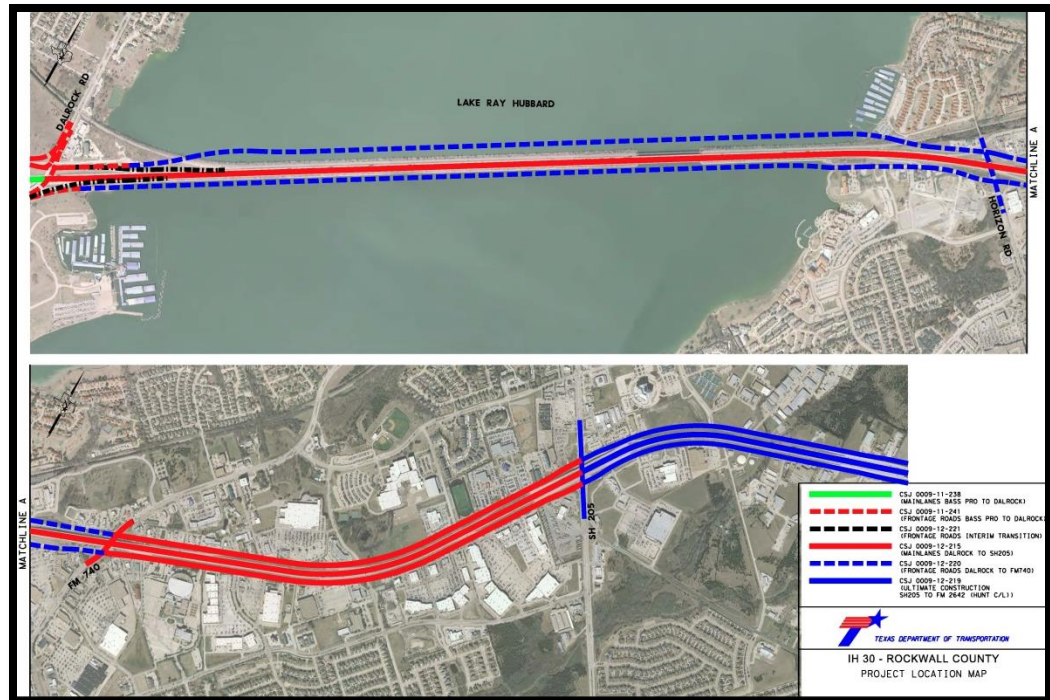 DALROCK RD
LAKE RAY HUBBARD
HORIZON RD
MATCHLINE A
MATCHLINE A
FM 740
SH 205
CSJ 0009-11-238
(MAINLANES BASS PRO TO DALROCK)
CSJ 0009-11-241
(FRONTAGE ROADS BASS PRO TO DALROCK)
CSJ 0009-12-221
(FRONTAGE ROADS INTERIM TRANSITION)
CSJ 0009-12-215
(MAINLANES DALROCK TO SH205)
CSJ 0009-12-220
(FRONTAGE ROADS DALROCK TO FM740)
CSJ 0009-12-219
(ULTIMATE CONSTRUCTION
SH205 TO FM 2642 (HUNT C/L))
TEXAS DEPARTMENT OF TRANSPORTATION
IH 30 - ROCKWALL COUNTY
PROJECT LOCATION MAP